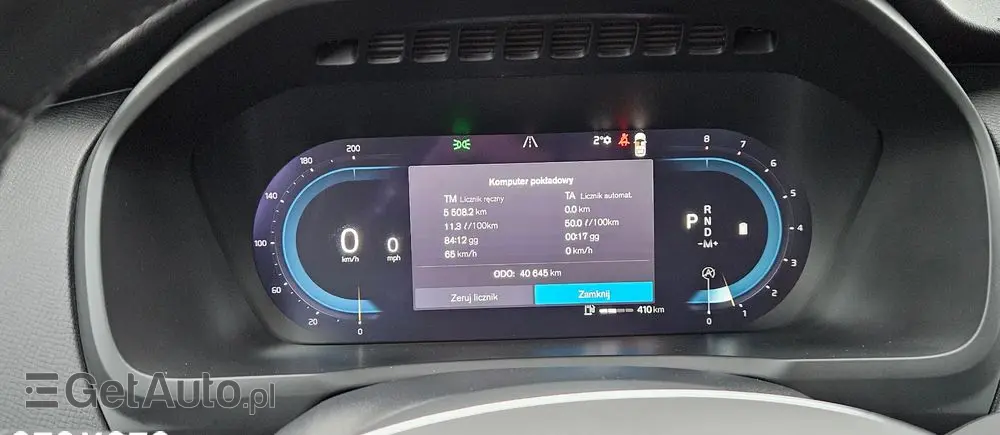 2°
200
180
140
100
60
20
0
0
km/h
0
mph
Komputer pokładowy
TM Licznik ręczny
5 508.2 km
11.3 l/100km
84:12 gg
65 km/h
TA Licznik automat.
0.0 km
50.0 l/100km
00:17 gg
0 km/h
ODO: 40 645 km
Zeruj licznik
Zamknij
410 km
P
R
N
D
-M+
8
7
6
5
4
3
2
1
0
GetAuto.pl